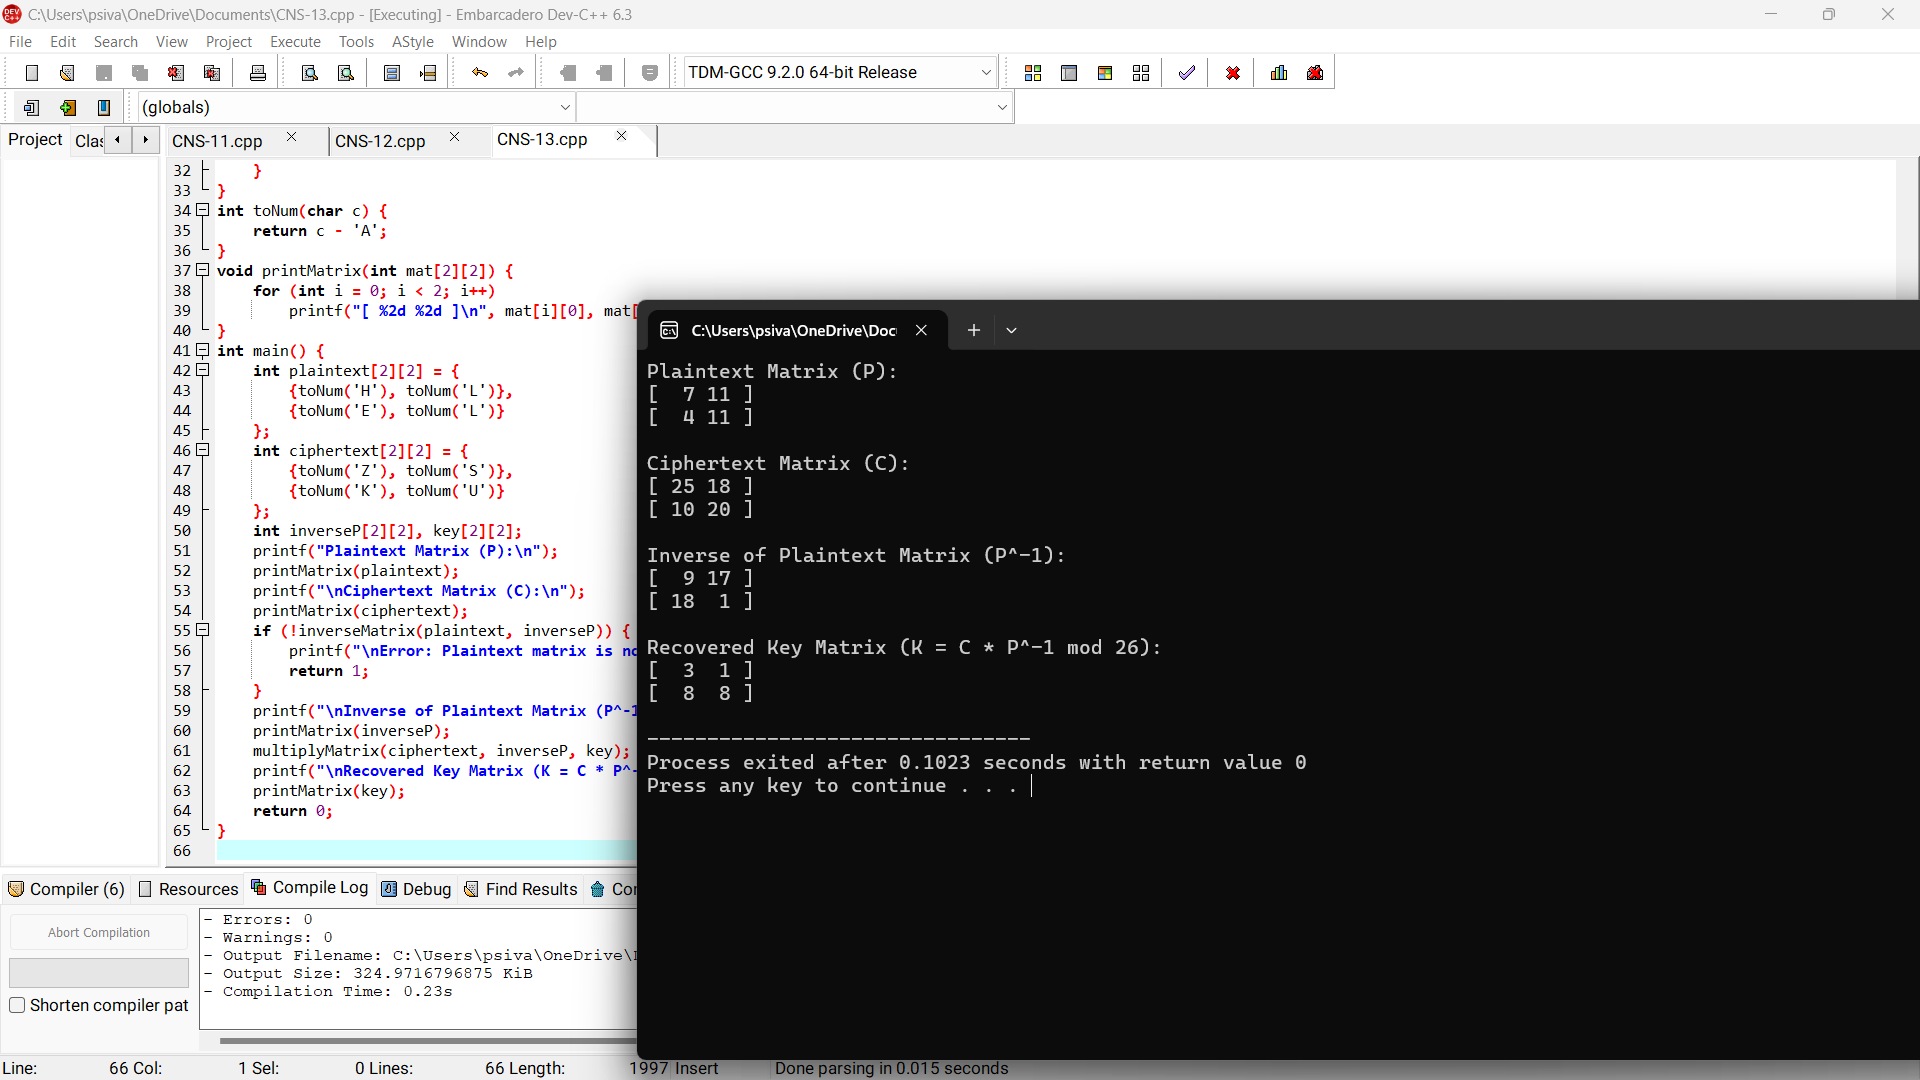 C:\Users\psiva\OneDrive\Documents\CNS-13.cpp - [Executing] - Embarcadero Dev-C++ 6.3
File Edit Search View Project Execute Tools AStyle Window Help
TDM-GCC 9.2.0 64-bit Release
(globals)
Project Clas
CNS-11.cpp CNS-12.cpp CNS-13.cpp
32 }
33 }
34 int toNum(char c) {
35 return c - 'A';
36 }
37 void printMatrix(int mat[2][2]) {
38 for (int i = 0; i < 2; i++)
39 printf("[ %2d %2d ]\n", mat[i][0], mat[
40 }
41 int main() {
42 int plaintext[2][2] = {
43 {toNum('H'), toNum('L')},
44 {toNum('E'), toNum('L')}
45 };
46 int ciphertext[2][2] = {
47 {toNum('Z'), toNum('S')},
48 {toNum('K'), toNum('U')}
49 };
50 int inverseP[2][2], key[2][2];
51 printf("Plaintext Matrix (P):\n");
52 printMatrix(plaintext);
53 printf("\nCiphertext Matrix (C):\n");
54 printMatrix(ciphertext);
55 if (!inverseMatrix(plaintext, inverseP)) {
56 printf("\nError: Plaintext matrix is no
57 return 1;
58 }
59 printf("\nInverse of Plaintext Matrix (P^-1
60 printMatrix(inverseP);
61 multiplyMatrix(ciphertext, inverseP, key);
62 printf("\nRecovered Key Matrix (K = C * P^-
63 printMatrix(key);
64 return 0;
65 }
66
C:\Users\psiva\OneDrive\Doc
Plaintext Matrix (P):
[ 7 11 ]
[ 4 11 ]
Ciphertext Matrix (C):
[ 25 18 ]
[ 10 20 ]
Inverse of Plaintext Matrix (P^-1):
[ 9 17 ]
[ 18 1 ]
Recovered Key Matrix (K = C * P^-1 mod 26):
[ 3 1 ]
[ 8 8 ]
--------------------------------
Process exited after 0.1023 seconds with return value 0
Press any key to continue . . .
Compiler (6) Resources Compile Log Debug Find Results Con
Abort Compilation
Shorten compiler pat
- Errors: 0
- Warnings: 0
- Output Filename: C:\Users\psiva\OneDrive\
- Output Size: 324.9716796875 KiB
- Compilation Time: 0.23s
Line: 66 Col: 1 Sel: 0 Lines: 66 Length: 1997 Insert Done parsing in 0.015 seconds